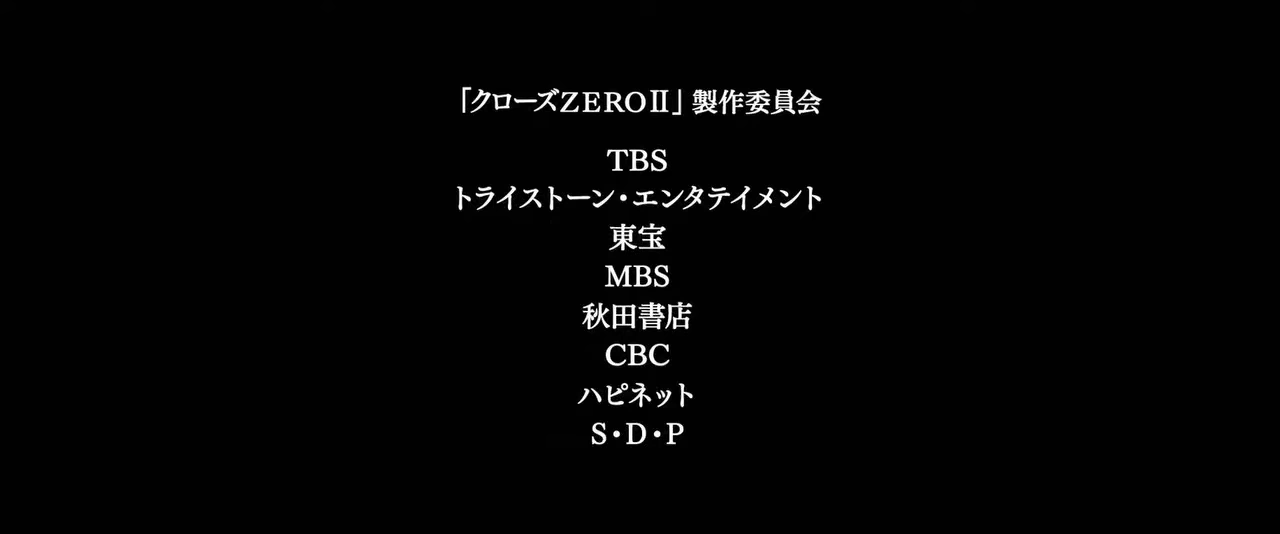 「クローズZEROⅡ」製作委員会
TBS
トライストーン・エンタテイメント
東宝
MBS
秋田書店
CBC
ハピネット
S・D・P